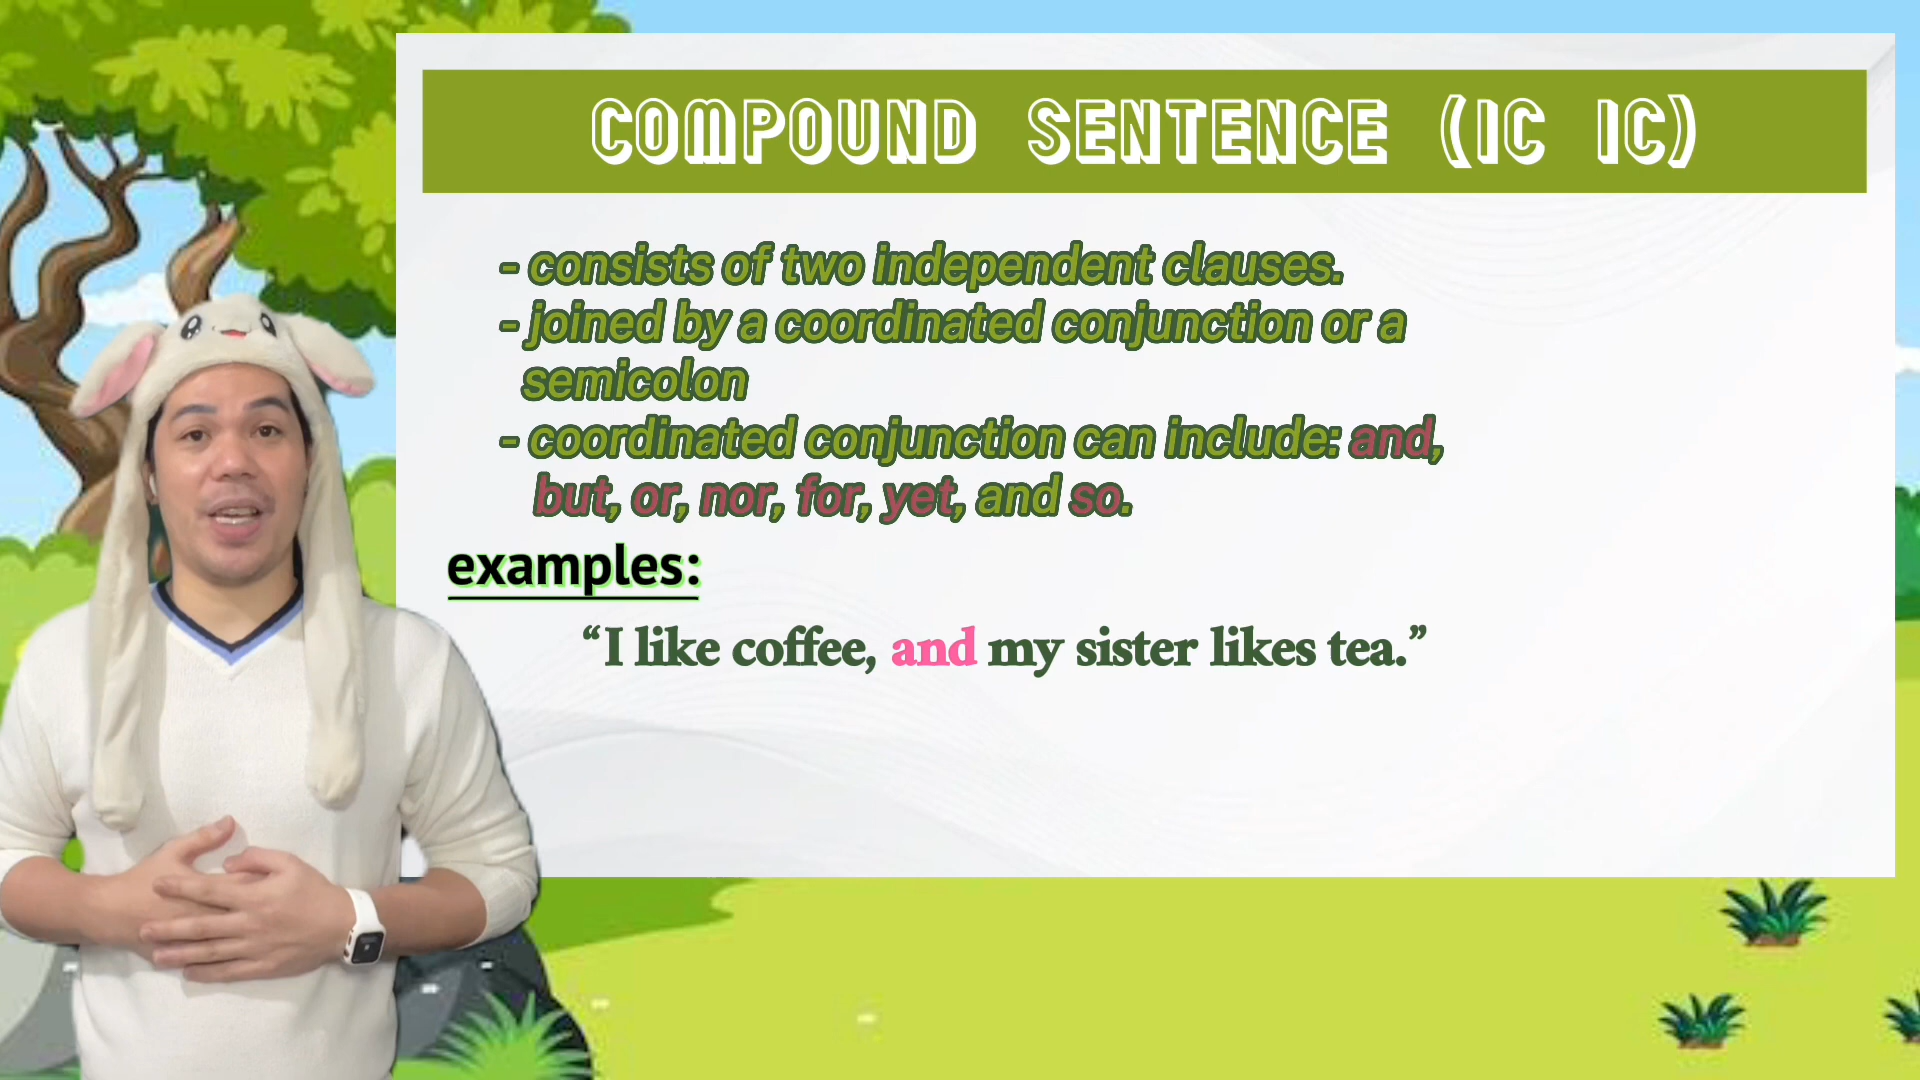 COMPOUND SENTENCE (IC IC)
- consists of two independent clauses.
- joined by a coordinated conjunction or a
semicolon
- coordinated conjunction can include: and,
but, or, nor, for, yet, and so.
examples:
“I like coffee, and my sister likes tea.”